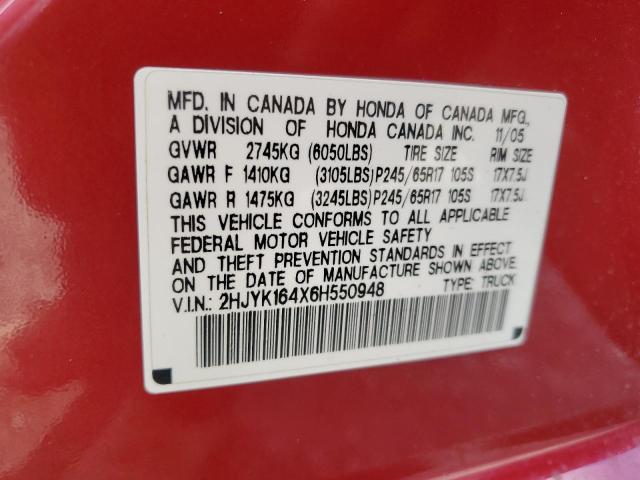 MFD. IN CANADA BY HONDA OF CANADA MFG.,
A DIVISION OF HONDA CANADA INC. 11/05
GVWR 2745KG (6050LBS) TIRE SIZE RIM SIZE
GAWR F 1410KG (3105LBS) P245/65R17 105S 17X7.5J
GAWR R 1475KG (3245LBS) P245/65R17 105S 17X7.5J
THIS VEHICLE CONFORMS TO ALL APPLICABLE
FEDERAL MOTOR VEHICLE SAFETY
AND THEFT PREVENTION STANDARDS IN EFFECT
ON THE DATE OF MANUFACTURE SHOWN ABOVE.
V.I.N.: 2HJYK164X6H550948 TYPE: TRUCK